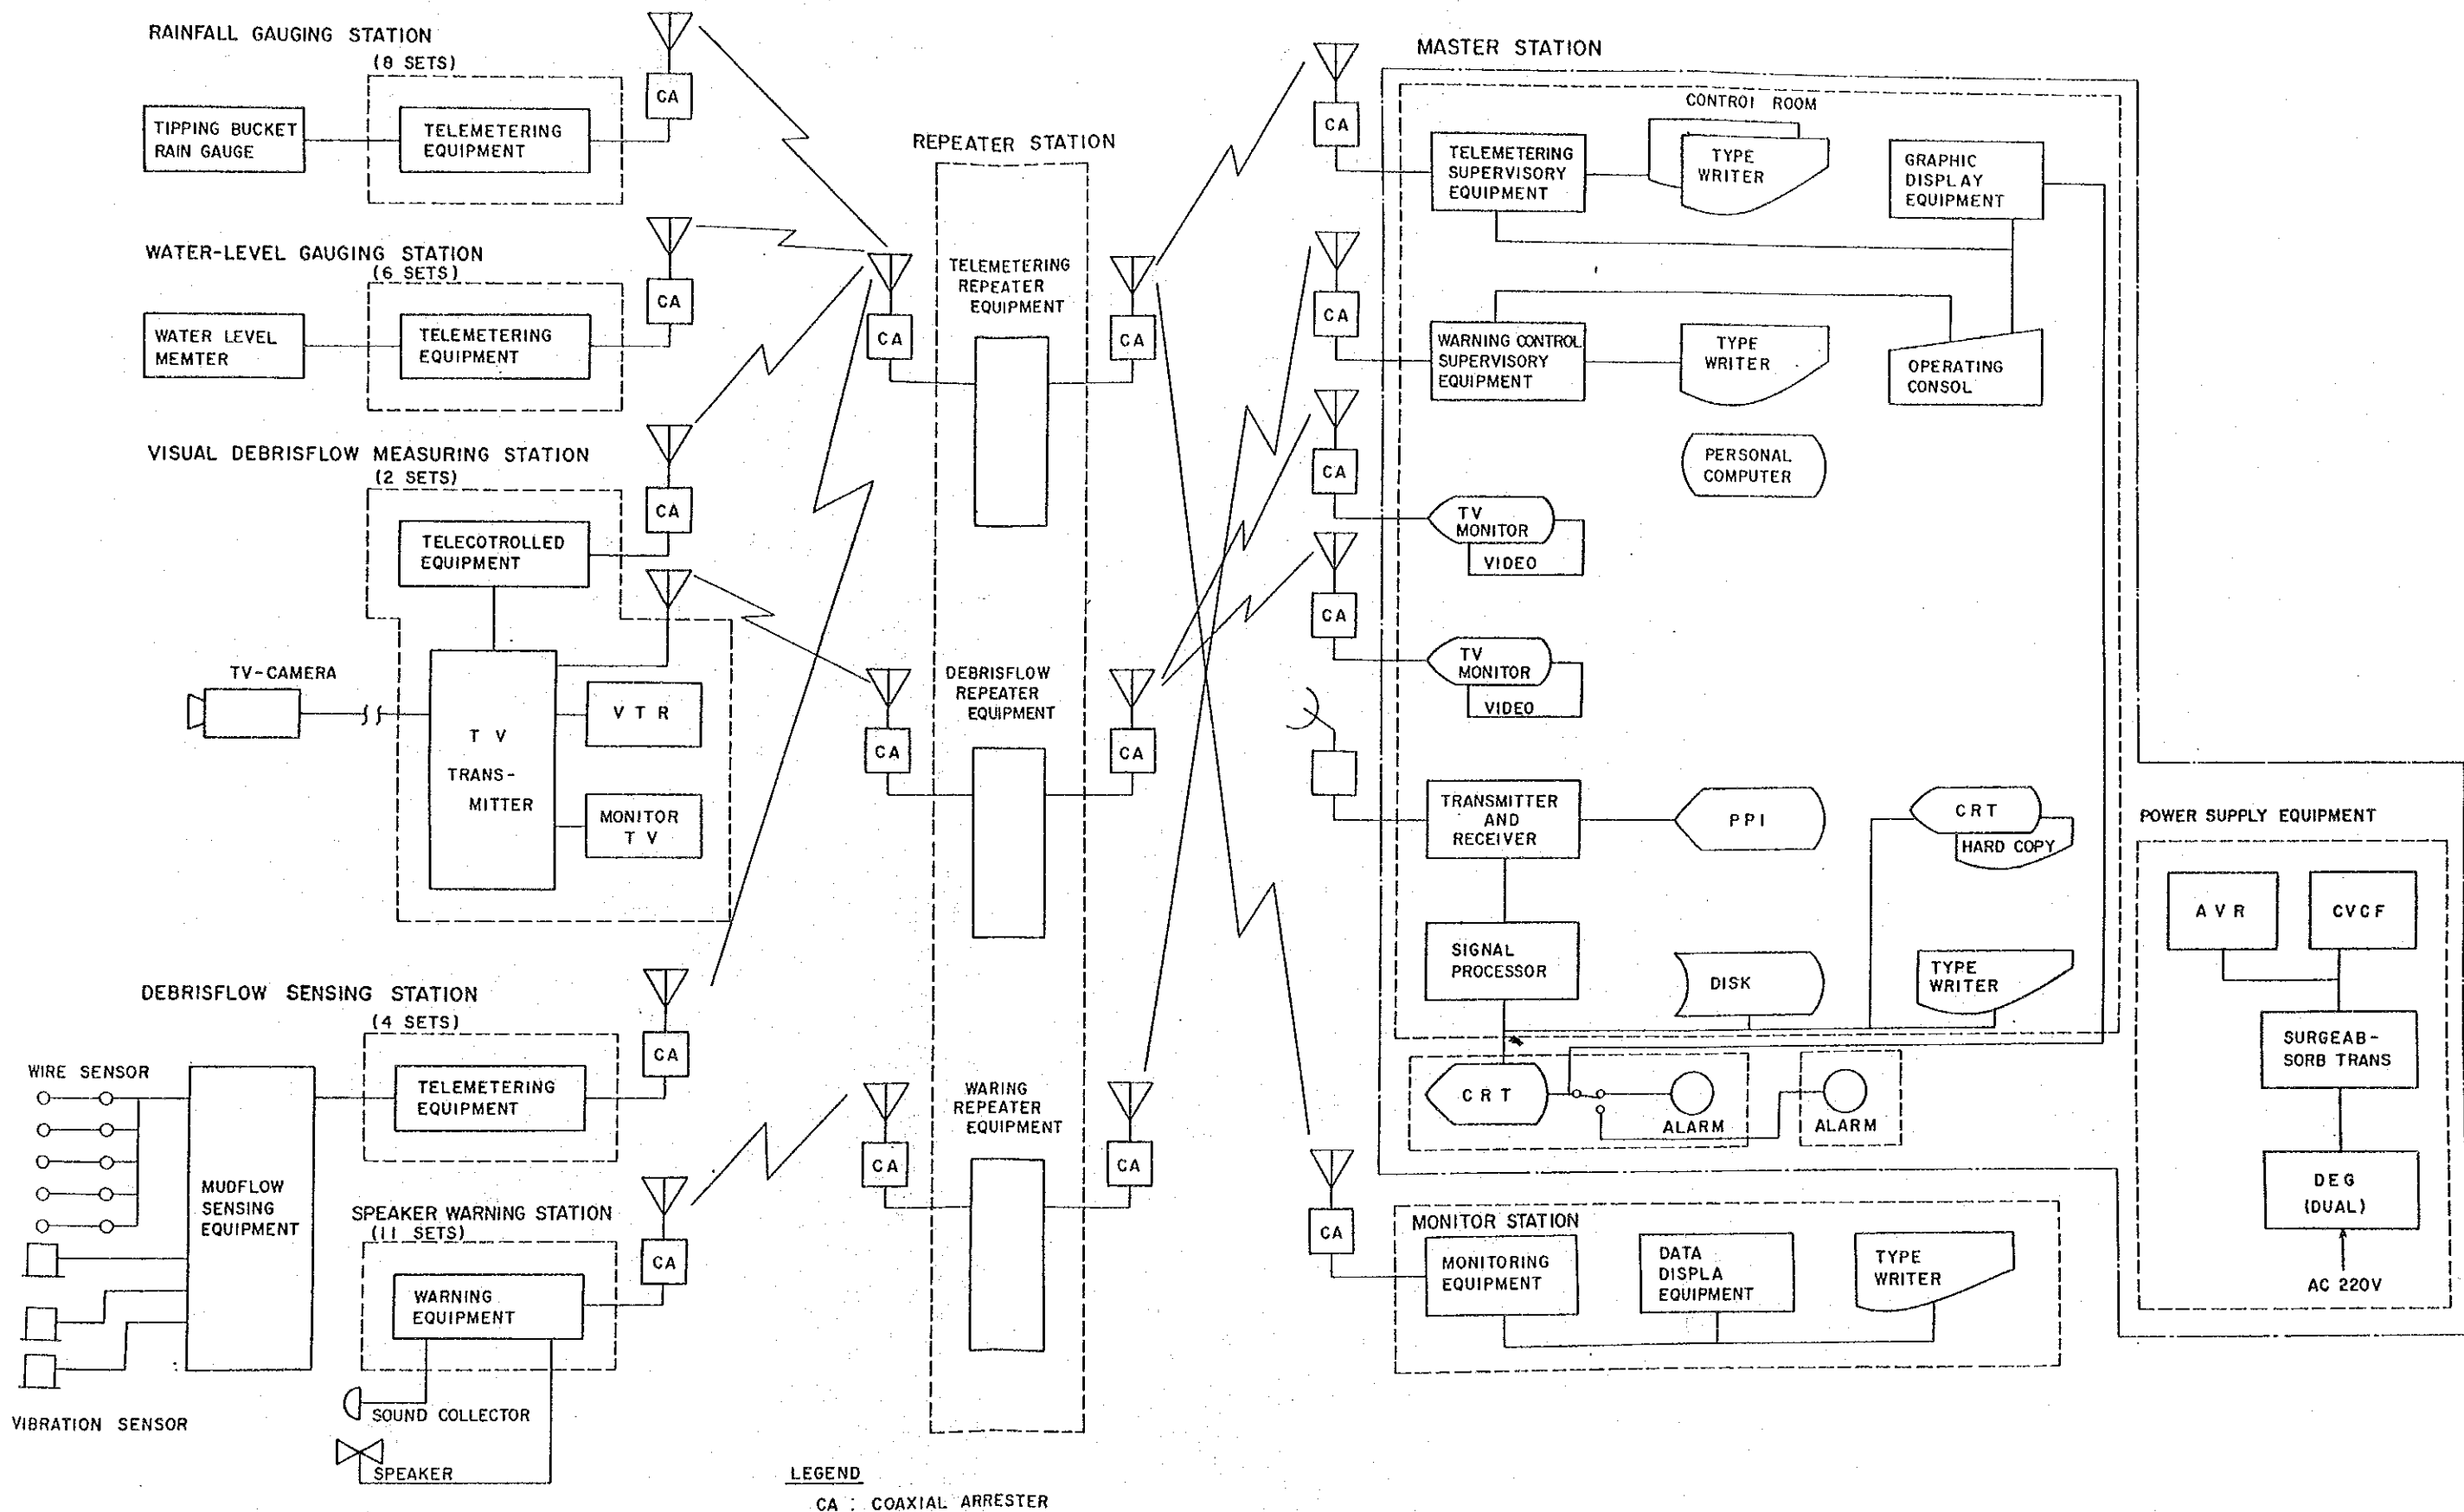 RAINFALL GAUGING STATION
(8 SETS)
TIPPING BUCKET
RAIN GAUGE
TELEMETERING
EQUIPMENT
CA
WATER-LEVEL GAUGING STATION
(6 SETS)
WATER LEVEL
MEMTER
TELEMETERING
EQUIPMENT
CA
VISUAL DEBRISFLOW MEASURING STATION
(2 SETS)
TELECOTROLLED
EQUIPMENT
CA
TV-CAMERA
T V
TRANS-
MITTER
V T R
MONITOR
T V
DEBRISFLOW SENSING STATION
(4 SETS)
WIRE SENSOR
MUDFLOW
SENSING
EQUIPMENT
TELEMETERING
EQUIPMENT
CA
VIBRATION SENSOR
SPEAKER WARNING STATION
(11 SETS)
WARNING
EQUIPMENT
CA
SOUND COLLECTOR
SPEAKER
REPEATER STATION
TELEMETERING
REPEATER
EQUIPMENT
CA
CA
DEBRISFLOW
REPEATER
EQUIPMENT
CA
CA
WARING
REPEATER
EQUIPMENT
CA
CA
LEGEND
CA : COAXIAL ARRESTER
MASTER STATION
CONTROl ROOM
CA
TELEMETERING
SUPERVISORY
EQUIPMENT
TYPE
WRITER
GRAPHIC
DISPLAY
EQUIPMENT
CA
WARNING CONTROL
SUPERVISORY
EQUIPMENT
TYPE
WRITER
OPERATING
CONSOL
PERSONAL
COMPUTER
CA
TV
MONITOR
VIDEO
CA
TV
MONITOR
VIDEO
TRANSMITTER
AND
RECEIVER
PPI
CRT
HARD COPY
SIGNAL
PROCESSOR
DISK
TYPE
WRITER
CRT
ALARM
ALARM
CA
MONITOR STATION
MONITORING
EQUIPMENT
DATA
DISPLA
EQUIPMENT
TYPE
WRITER
POWER SUPPLY EQUIPMENT
AVR
CVCF
SURGEAB-
SORB TRANS
DEG
(DUAL)
AC 220V